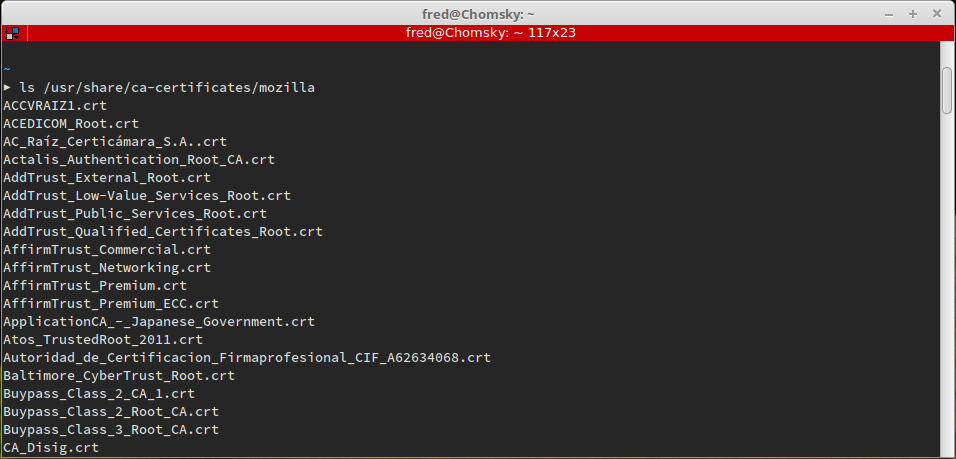 fred@Chomsky: ~
fred@Chomsky: ~ 117x23
~
▶ ls /usr/share/ca-certificates/mozilla
ACCVRAIZ1.crt
ACEDICOM_Root.crt
AC_Raíz_Certicámara_S.A..crt
Actalis_Authentication_Root_CA.crt
AddTrust_External_Root.crt
AddTrust_Low-Value_Services_Root.crt
AddTrust_Public_Services_Root.crt
AddTrust_Qualified_Certificates_Root.crt
AffirmTrust_Commercial.crt
AffirmTrust_Networking.crt
AffirmTrust_Premium.crt
AffirmTrust_Premium_ECC.crt
ApplicationCA_-_Japanese_Government.crt
Atos_TrustedRoot_2011.crt
Autoridad_de_Certificacion_Firmaprofesional_CIF_A62634068.crt
Baltimore_CyberTrust_Root.crt
Buypass_Class_2_CA_1.crt
Buypass_Class_2_Root_CA.crt
Buypass_Class_3_Root_CA.crt
CA_Disig.crt